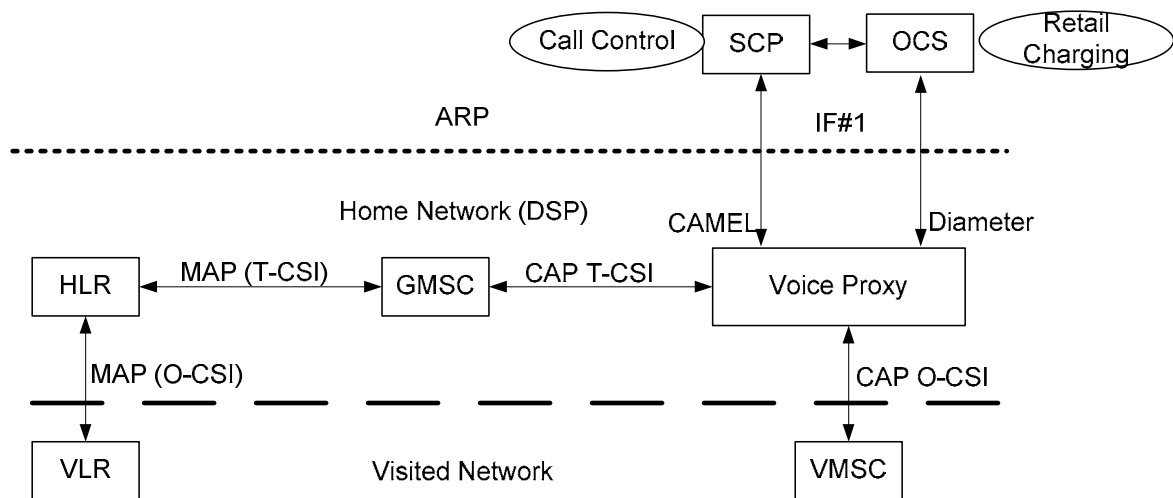 Call Control
SCP
OCS
Retail
Charging
ARP
IF#1
Home Network (DSP)
CAMEL
Diameter
HLR
MAP (T-CSI)
GMSC
CAP T-CSI
Voice Proxy
MAP (O-CSI)
CAP O-CSI
VLR
Visited Network
VMSC